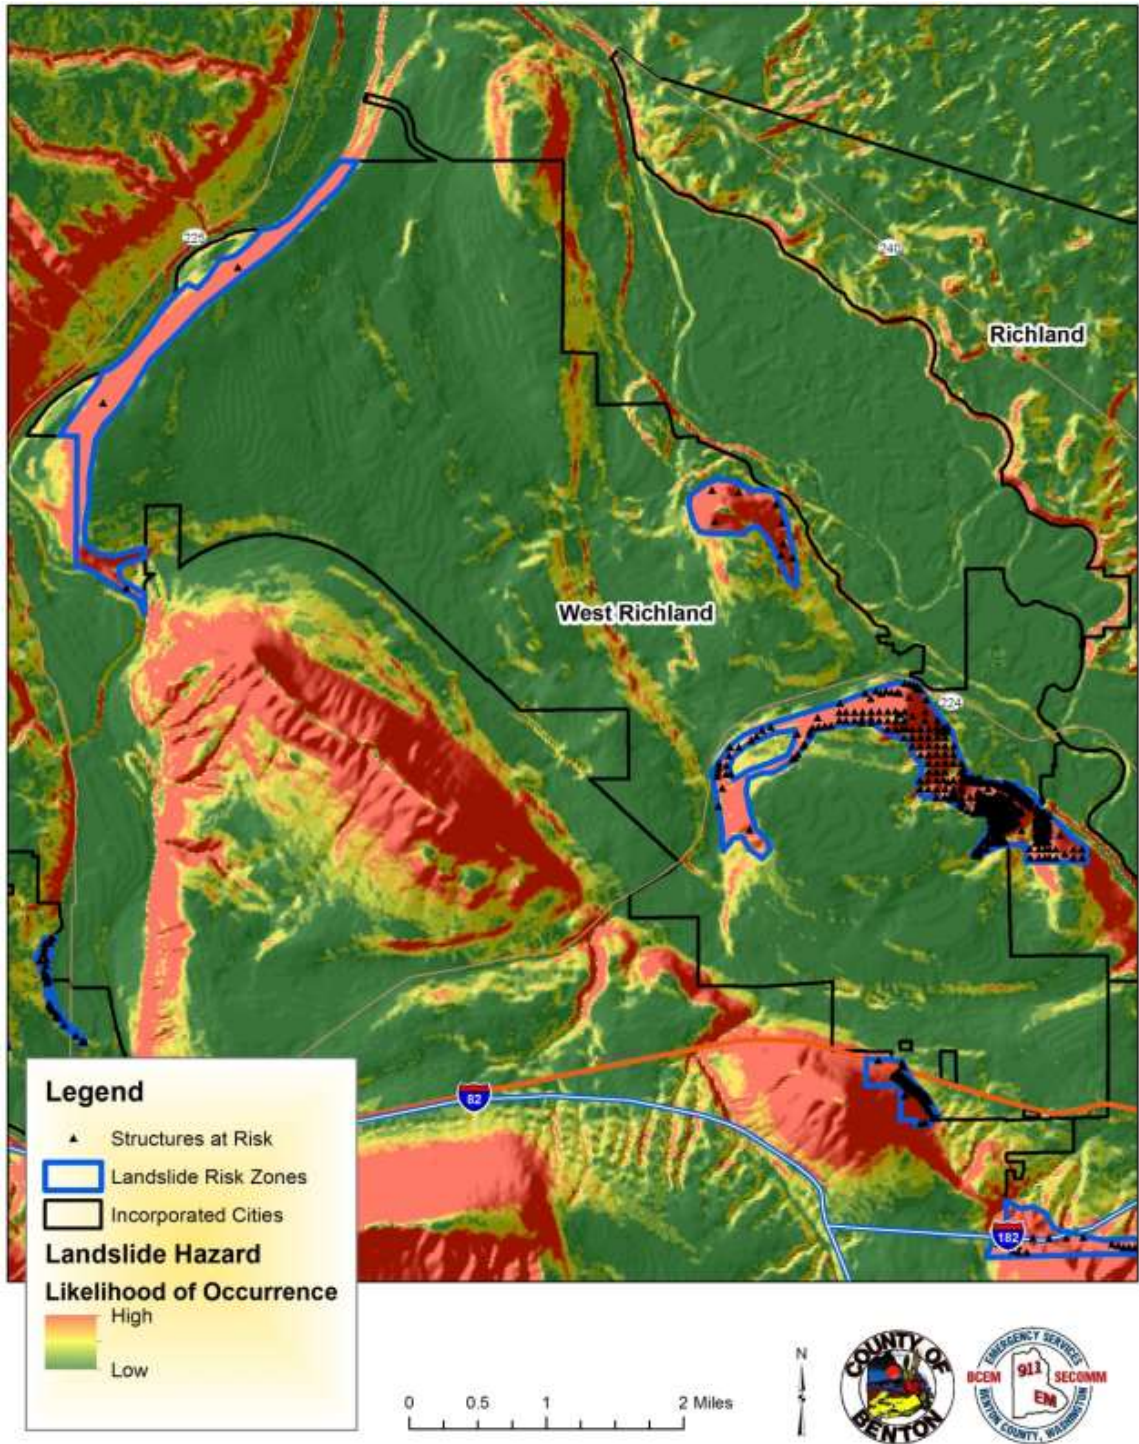 225
240
Richland
West Richland
224
82
182
Legend
Structures at Risk
Landslide Risk Zones
Incorporated Cities
Landslide Hazard
Likelihood of Occurrence
High
Low
0 0.5 1 2 Miles
N
COUNTY OF
BENTON
EMERGENCY SERVICES
BCEM 911 SECOMM
EM
BENTON COUNTY, WASHINGTON